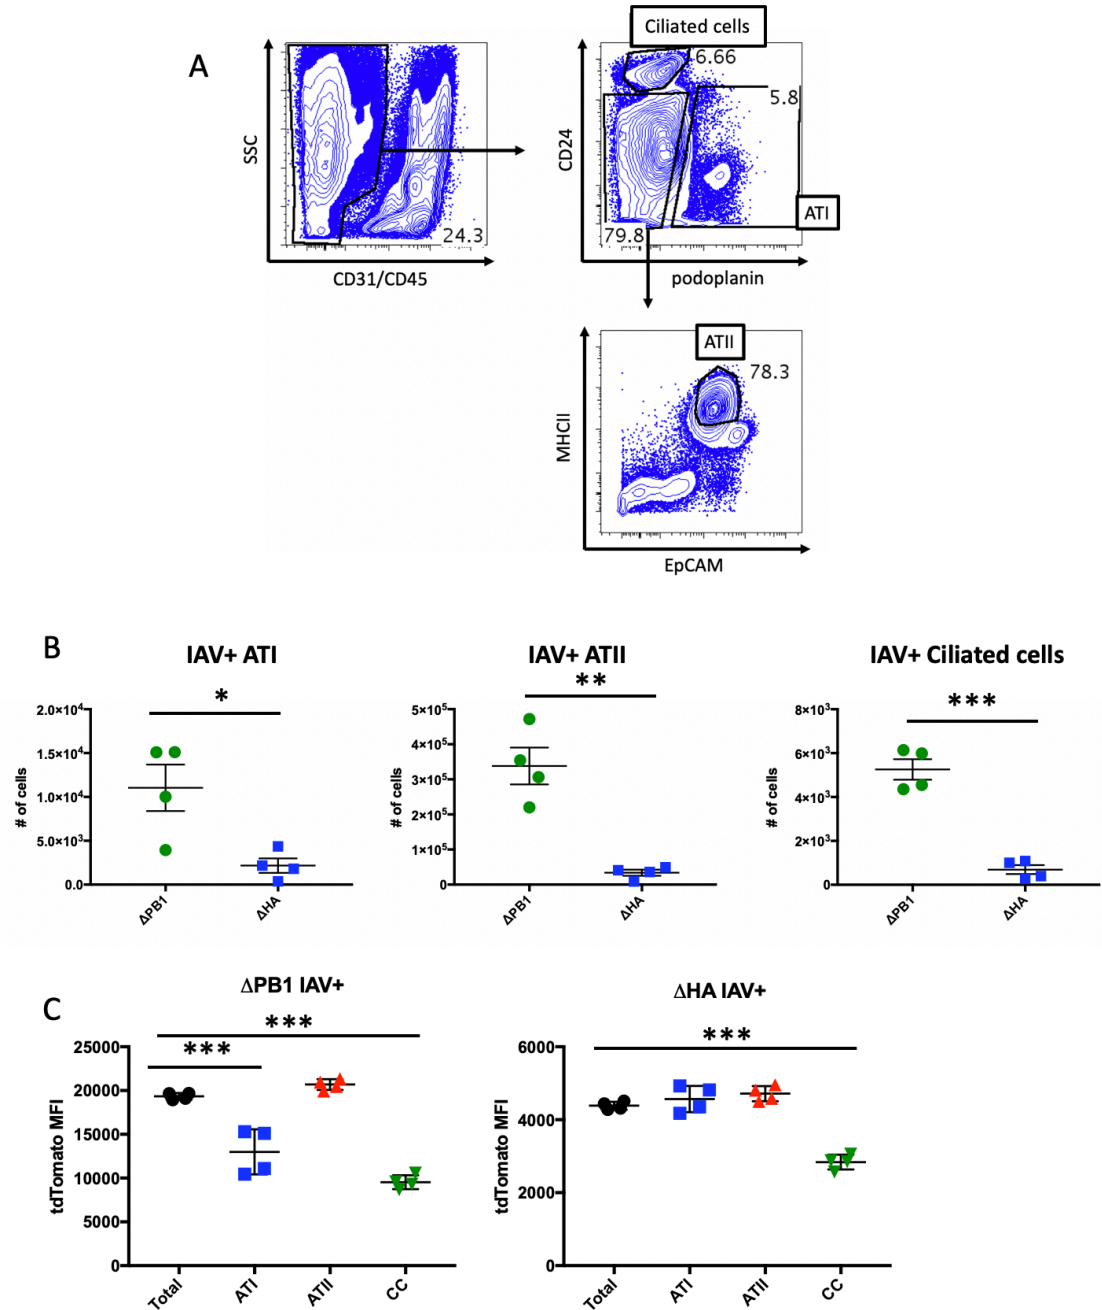 A
SSC
24.3
CD31/CD45
Ciliated cells
6.66
5.8
CD24
ATI
79.8
podoplanin
ATII
78.3
MHCII
EpCAM
B
IAV+ ATI
*
2.0×10⁴
1.5×10⁴
1.0×10⁴
5.0×10³
0.0
# of cells
ΔPB1
ΔHA
IAV+ ATII
**
5×10⁵
4×10⁵
3×10⁵
2×10⁵
1×10⁵
0
# of cells
ΔPB1
ΔHA
IAV+ Ciliated cells
***
8×10³
6×10³
4×10³
2×10³
0
# of cells
ΔPB1
ΔHA
C
ΔPB1 IAV+
***
***
25000
20000
15000
10000
5000
0
tdTomato MFI
Total
ATI
ATII
CC
ΔHA IAV+
***
6000
4000
2000
0
tdTomato MFI
Total
ATI
ATII
CC